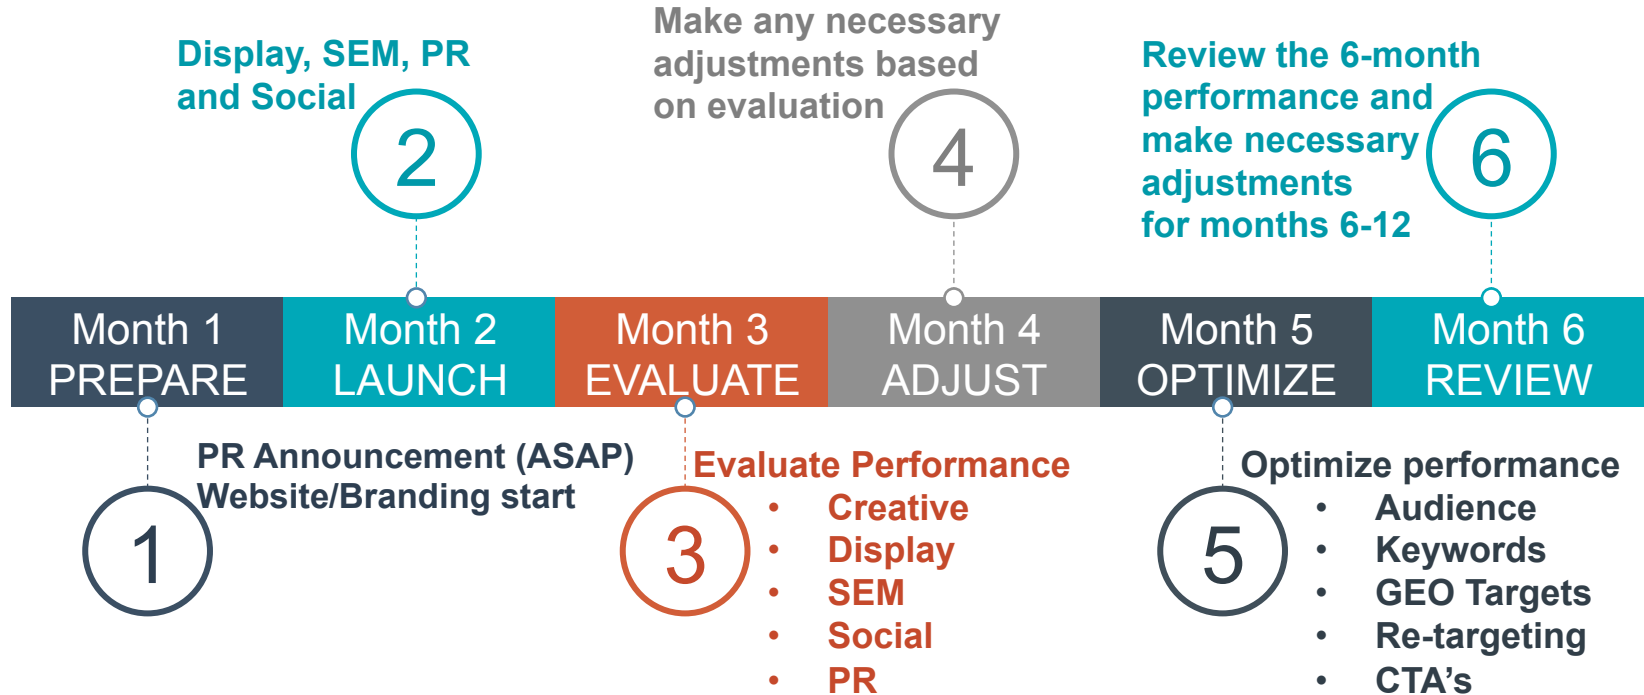 Display, SEM, PR
and Social
2
Make any necessary
adjustments based
on evaluation
4
Review the 6-month
performance and
make necessary
adjustments
for months 6-12
6
Month 1
PREPARE
Month 2
LAUNCH
Month 3
EVALUATE
Month 4
ADJUST
Month 5
OPTIMIZE
Month 6
REVIEW
PR Announcement (ASAP)
Website/Branding start
1
Evaluate Performance
• Creative
• Display
• SEM
• Social
• PR
3
Optimize performance
• Audience
• Keywords
• GEO Targets
• Re-targeting
• CTA’s
5